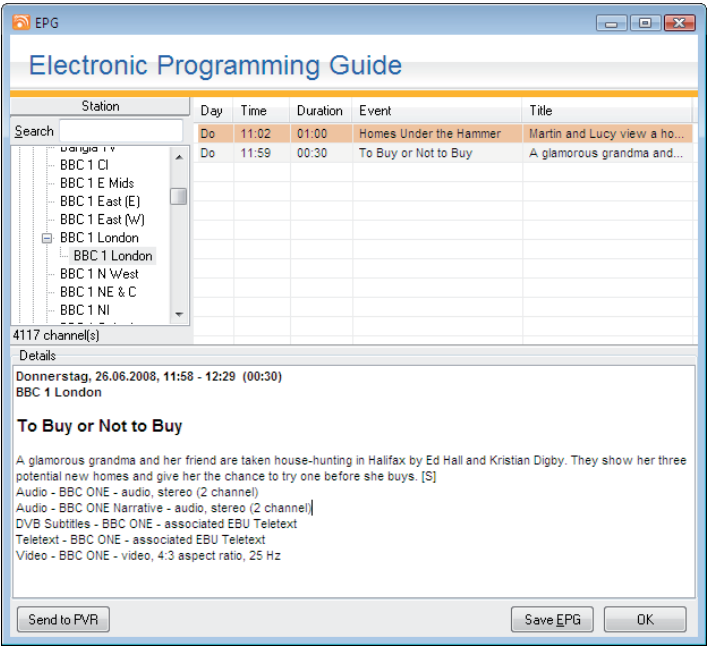 EPG
Electronic Programming Guide
Station
Search
Day Time Duration Event Title
Do 11:02 01:00 Homes Under the Hammer Martin and Lucy view a ho...
Do 11:59 00:30 To Buy or Not to Buy A glamorous grandma and...
BBC 1 CI
BBC 1 E Mids
BBC 1 East (E)
BBC 1 East (W)
BBC 1 London
BBC 1 London
BBC 1 N West
BBC 1 NE & C
BBC 1 NI
4117 channel(s)
Details
Donnerstag, 26.06.2008, 11:58 - 12:29 (00:30)
BBC 1 London
To Buy or Not to Buy
A glamorous grandma and her friend are taken house-hunting in Halifax by Ed Hall and Kristian Digby. They show her three
potential new homes and give her the chance to try one before she buys. [S]
Audio - BBC ONE - audio, stereo (2 channel)
Audio - BBC ONE Narrative - audio, stereo (2 channel)
DVB Subtitles - BBC ONE - associated EBU Teletext
Teletext - BBC ONE - associated EBU Teletext
Video - BBC ONE - video, 4:3 aspect ratio, 25 Hz
Send to PVR
Save EPG
OK